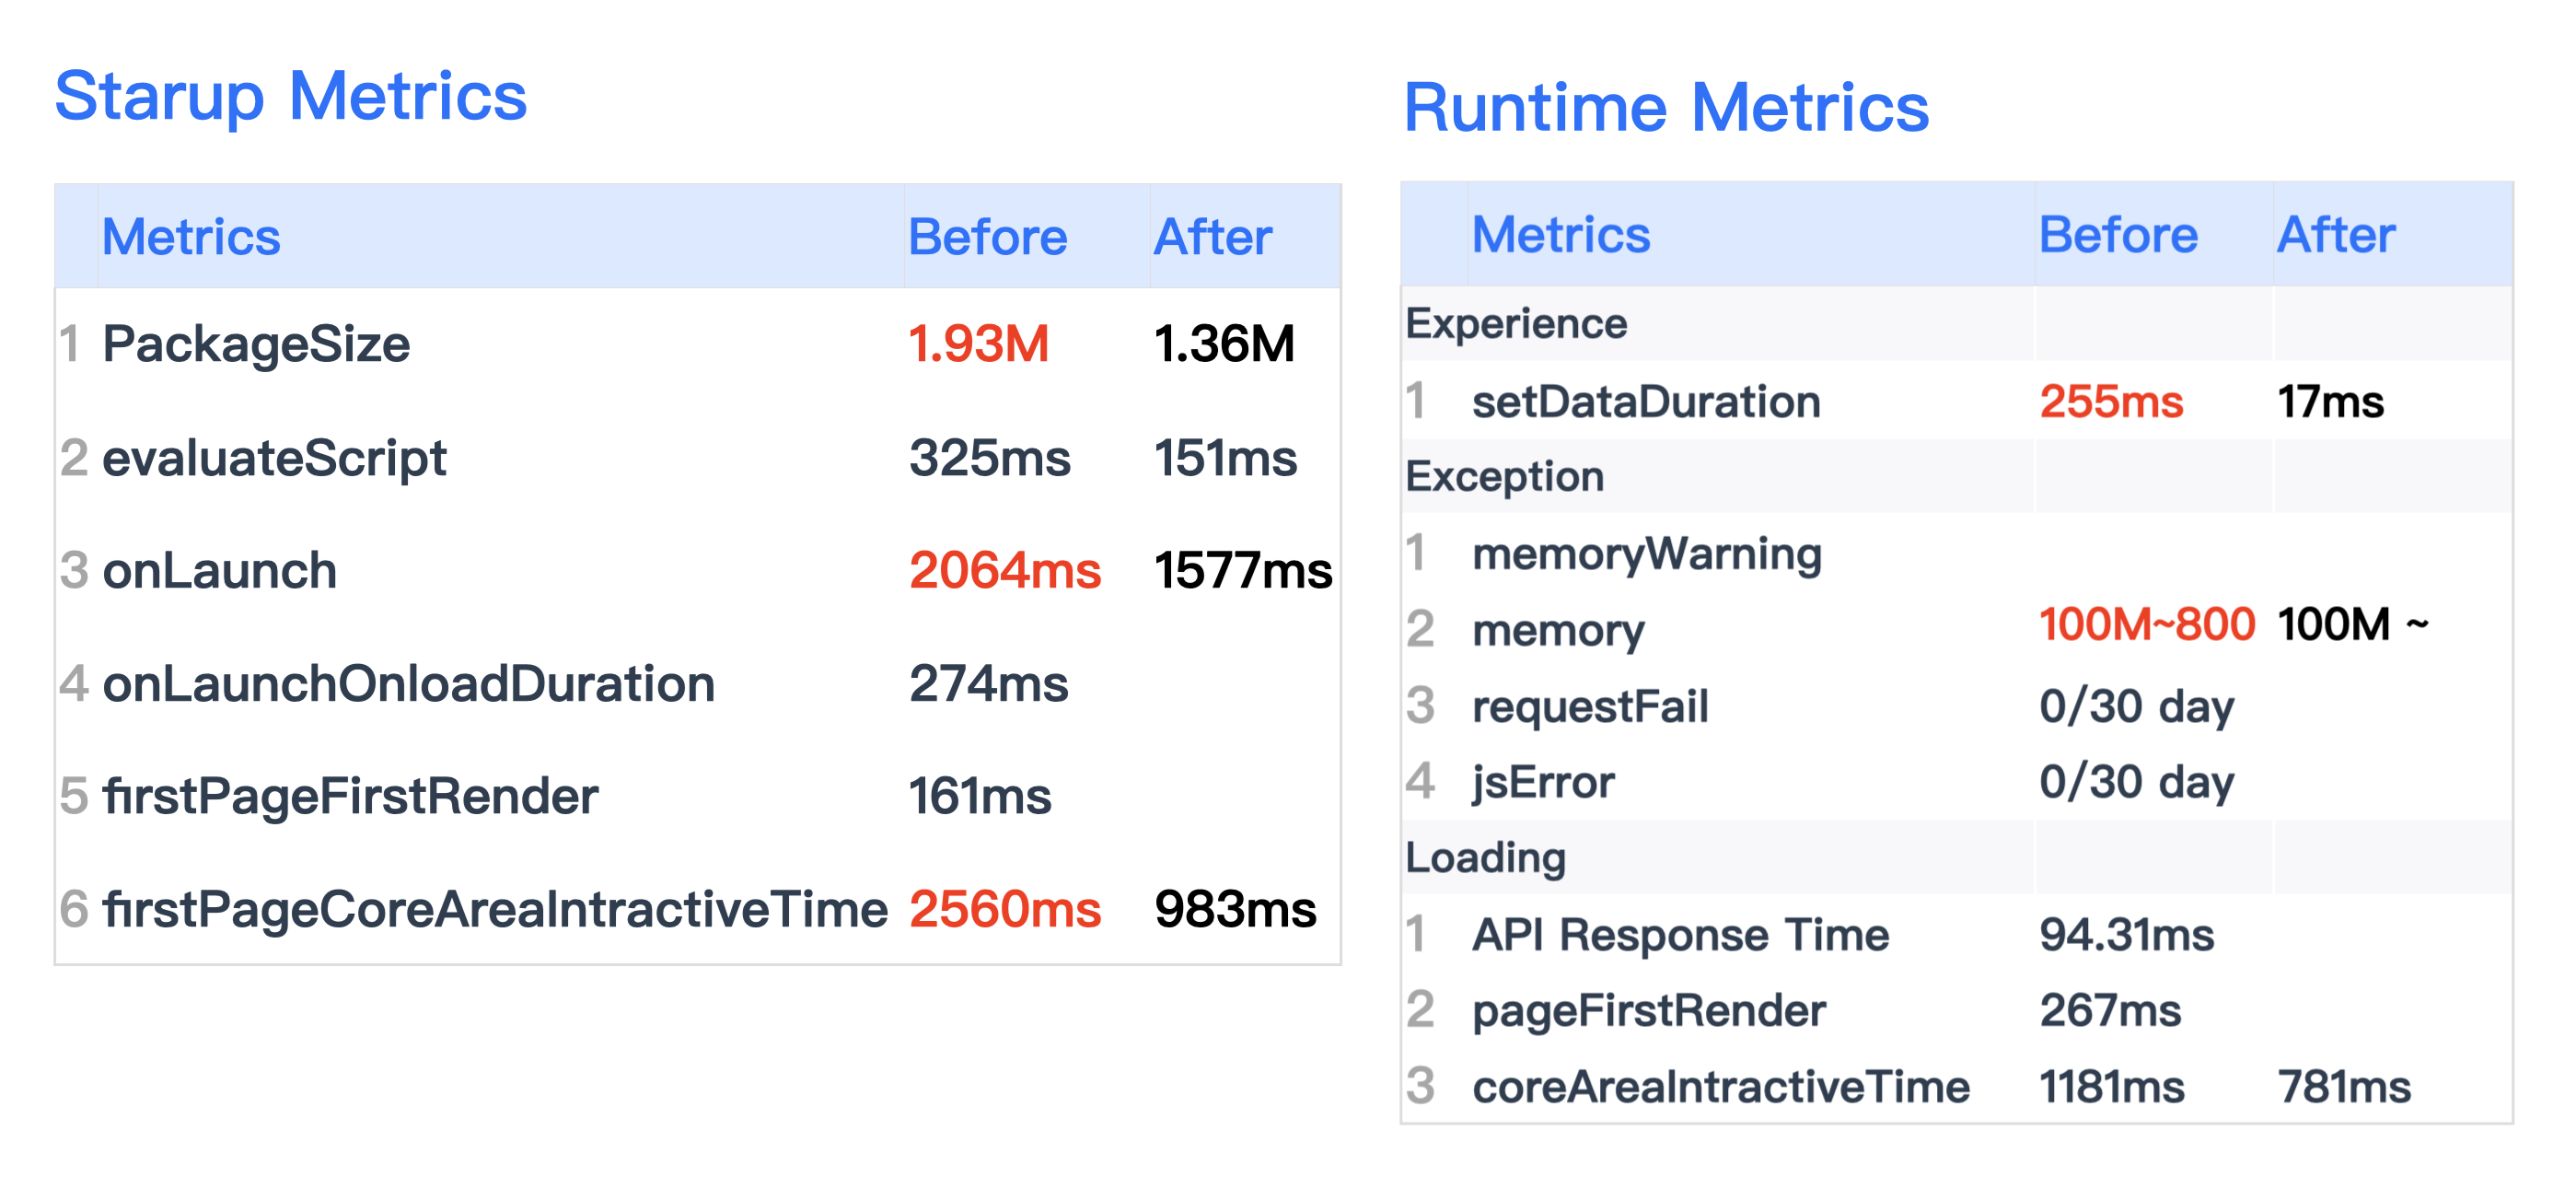 Starup Metrics
Metrics Before After
1 PackageSize 1.93M 1.36M
2 evaluateScript 325ms 151ms
3 onLaunch 2064ms 1577ms
4 onLaunchOnloadDuration 274ms
5 firstPageFirstRender 161ms
6 firstPageCoreAreaIntractiveTime 2560ms 983ms
Runtime Metrics
Metrics Before After
Experience
1 setDataDuration 255ms 17ms
Exception
1 memoryWarning
2 memory 100M~800 100M ~
3 requestFail 0/30 day
4 jsError 0/30 day
Loading
1 API Response Time 94.31ms
2 pageFirstRender 267ms
3 coreAreaIntractiveTime 1181ms 781ms